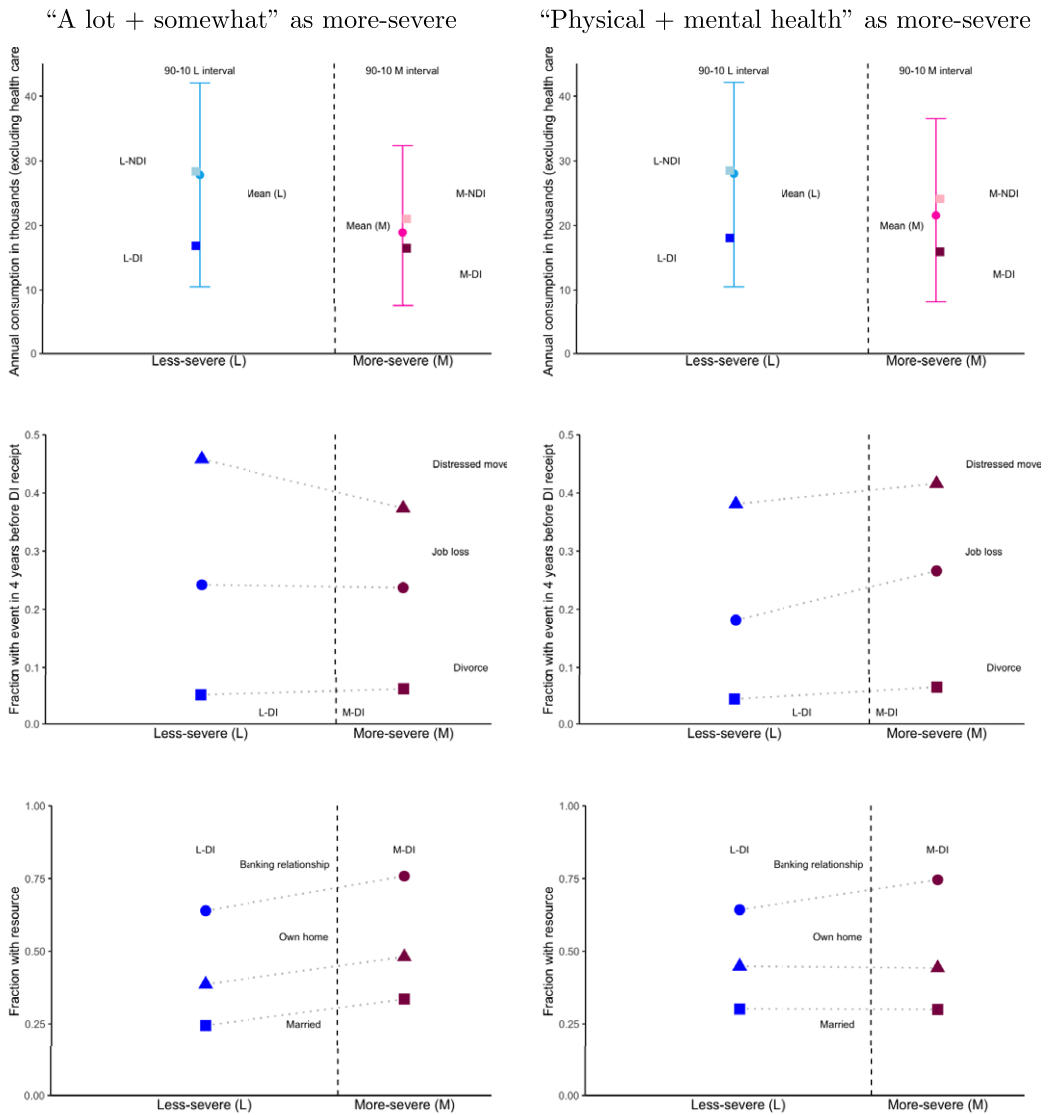 “A lot + somewhat” as more-severe
“Physical + mental health” as more-severe
Annual consumption in thousands (excluding health care
90-10 L interval
90-10 M interval
40
30
20
10
0
L-NDI
Mean (L)
M-NDI
Mean (M)
L-DI
M-DI
Less-severe (L)
More-severe (M)
Annual consumption in thousands (excluding health care
90-10 L interval
90-10 M interval
40
30
20
10
0
L-NDI
Mean (L)
M-NDI
Mean (M)
L-DI
M-DI
Less-severe (L)
More-severe (M)
Fraction with event in 4 years before DI receipt
0.5
0.4
0.3
0.2
0.1
0.0
Distressed move
Job loss
Divorce
L-DI
M-DI
Less-severe (L)
More-severe (M)
Fraction with event in 4 years before DI receipt
0.5
0.4
0.3
0.2
0.1
0.0
Distressed move
Job loss
Divorce
L-DI
M-DI
Less-severe (L)
More-severe (M)
Fraction with resource
1.00
0.75
0.50
0.25
0.00
L-DI
M-DI
Banking relationship
Own home
Married
Less-severe (L)
More-severe (M)
Fraction with resource
1.00
0.75
0.50
0.25
0.00
L-DI
M-DI
Banking relationship
Own home
Married
Less-severe (L)
More-severe (M)